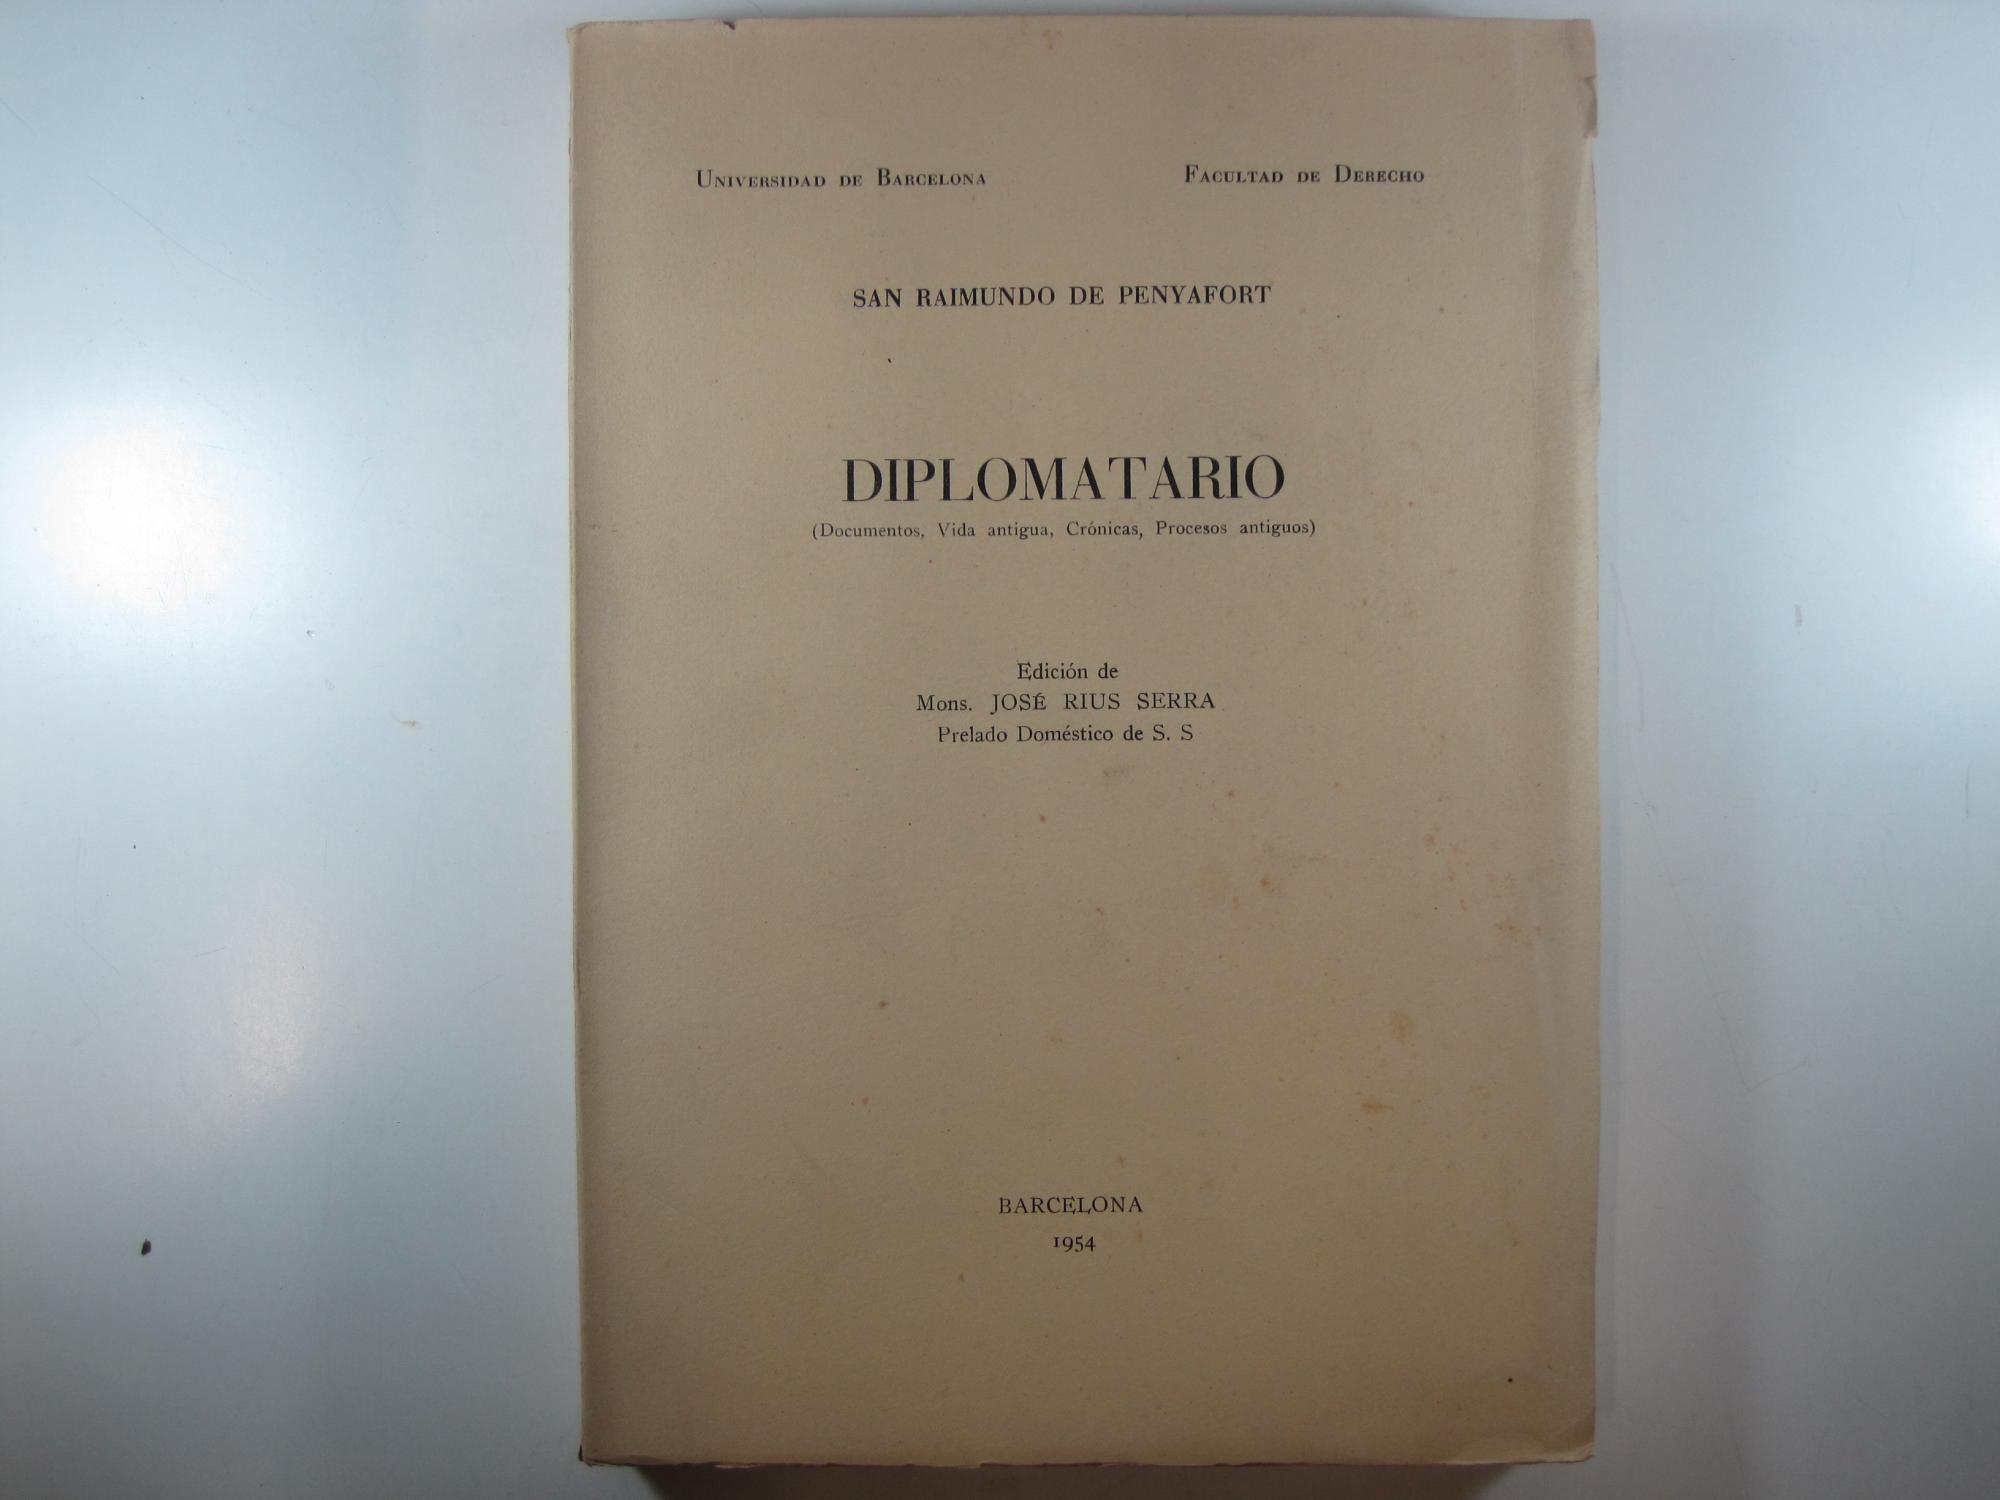 Universidad de Barcelona Facultad de Derecho
SAN RAIMUNDO DE PENYAFORT
DIPLOMATARIO
(Documentos, Vida antigua, Crónicas, Procesos antiguos)
Edición de
Mons. JOSÉ RIUS SERRA
Prelado Doméstico de S. S
BARCELONA
1954